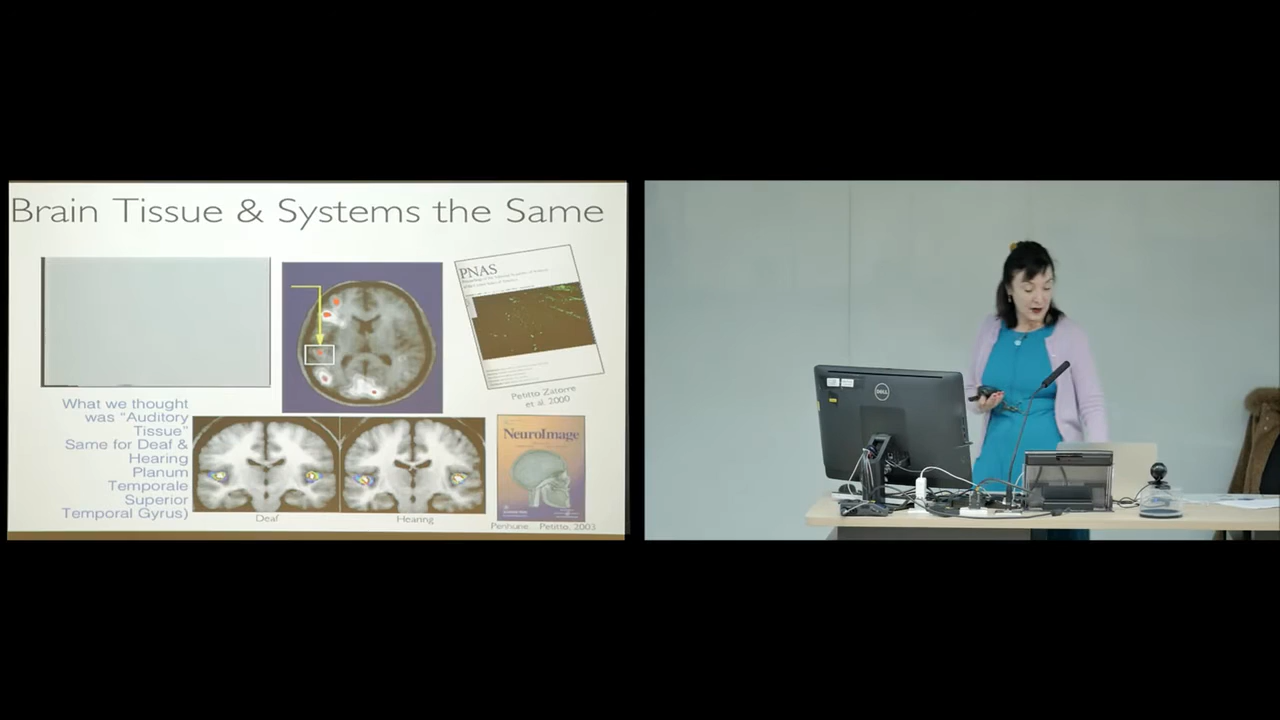 Brain Tissue & Systems the Same
PNAS
Petitto Zatorre
et al. 2000
What we thought
was "Auditory
Tissue"
Same for Deaf &
Hearing
Planum
Temporale
Superior
Temporal Gyrus)
Deaf
Hearing
NeuroImage
Penhune... Petitto, 2003
DELL